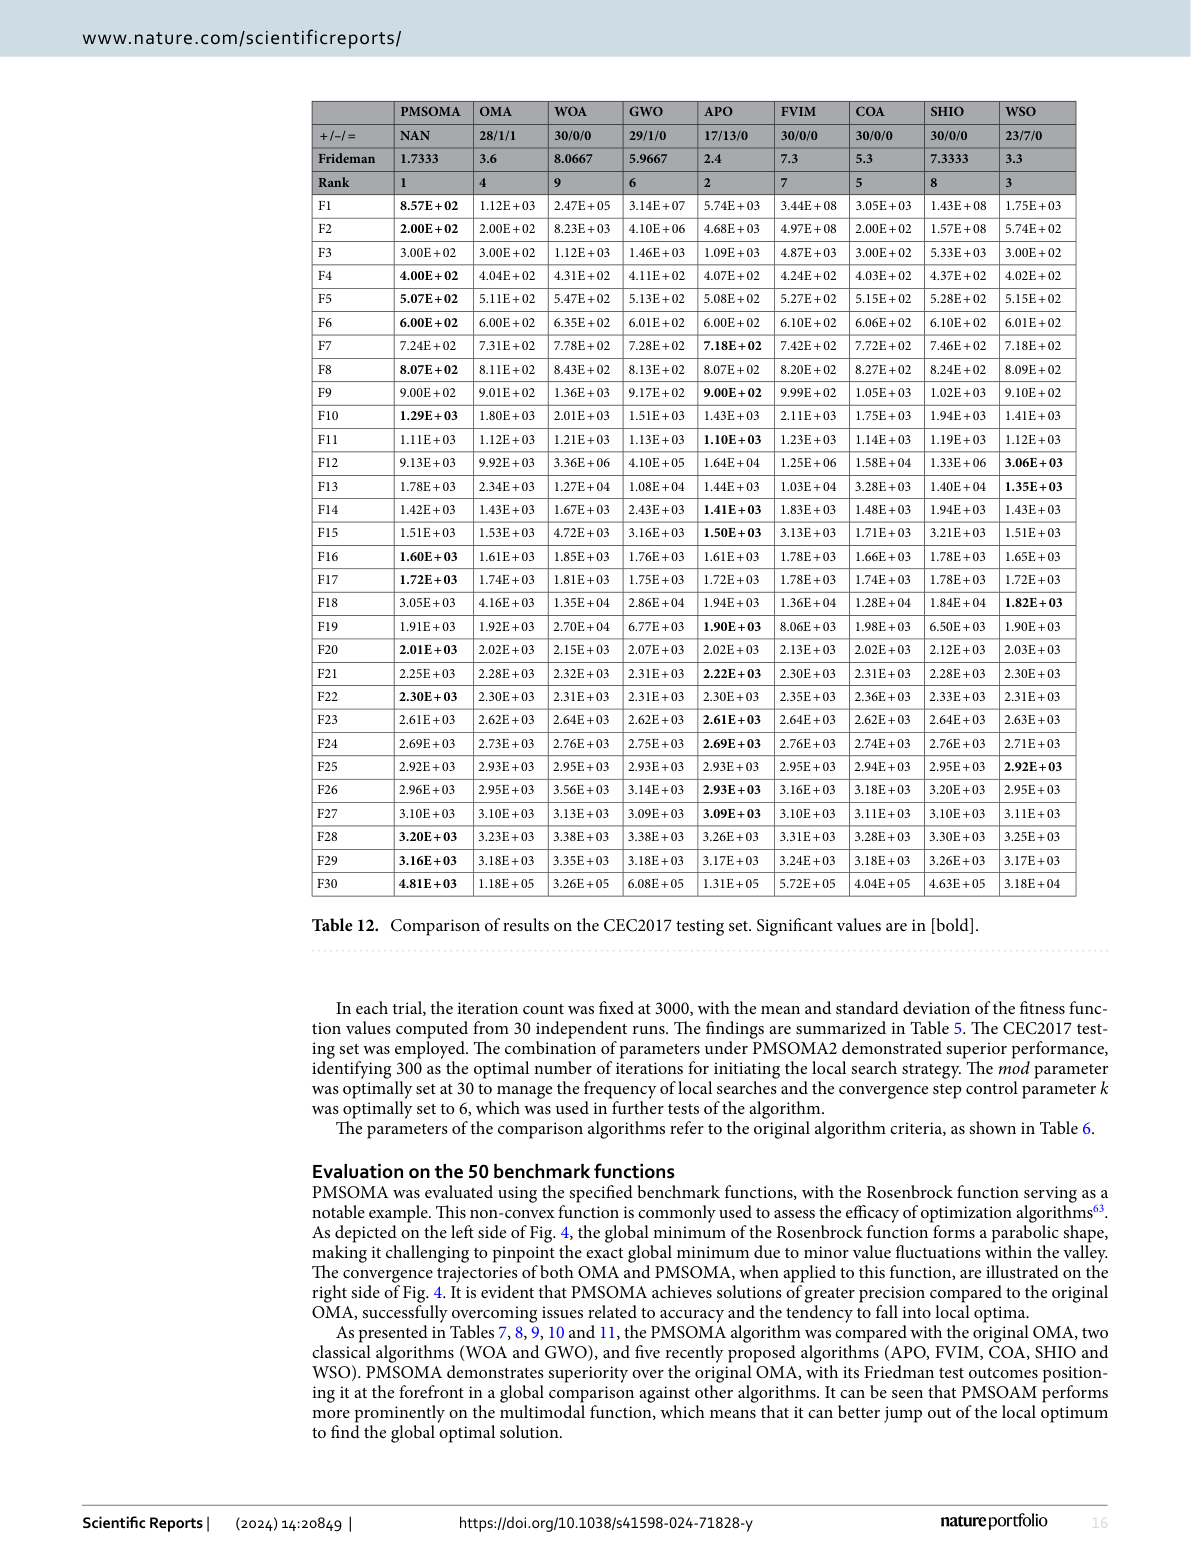 www.nature.com/scientificreports/
PMSOMA OMA WOA GWO APO FVIM COA SHIO WSO
+/–/= NAN 28/1/1 30/0/0 29/1/0 17/13/0 30/0/0 30/0/0 30/0/0 23/7/0
Frideman 1.7333 3.6 8.0667 5.9667 2.4 7.3 5.3 7.3333 3.3
Rank 1 4 9 6 2 7 5 8 3
F1 8.57E+02 1.12E+03 2.47E+05 3.14E+07 5.74E+03 3.44E+08 3.05E+03 1.43E+08 1.75E+03
F2 2.00E+02 2.00E+02 8.23E+03 4.10E+06 4.68E+03 4.97E+08 2.00E+02 1.57E+08 5.74E+02
F3 3.00E+02 3.00E+02 1.12E+03 1.46E+03 1.09E+03 4.87E+03 3.00E+02 5.33E+03 3.00E+02
F4 4.00E+02 4.04E+02 4.31E+02 4.11E+02 4.07E+02 4.24E+02 4.03E+02 4.37E+02 4.02E+02
F5 5.07E+02 5.11E+02 5.47E+02 5.13E+02 5.08E+02 5.27E+02 5.15E+02 5.28E+02 5.15E+02
F6 6.00E+02 6.00E+02 6.35E+02 6.01E+02 6.00E+02 6.10E+02 6.06E+02 6.10E+02 6.01E+02
F7 7.24E+02 7.31E+02 7.78E+02 7.28E+02 7.18E+02 7.42E+02 7.72E+02 7.46E+02 7.18E+02
F8 8.07E+02 8.11E+02 8.43E+02 8.13E+02 8.07E+02 8.20E+02 8.27E+02 8.24E+02 8.09E+02
F9 9.00E+02 9.01E+02 1.36E+03 9.17E+02 9.00E+02 9.99E+02 1.05E+03 1.02E+03 9.10E+02
F10 1.29E+03 1.80E+03 2.01E+03 1.51E+03 1.43E+03 2.11E+03 1.75E+03 1.94E+03 1.41E+03
F11 1.11E+03 1.12E+03 1.21E+03 1.13E+03 1.10E+03 1.23E+03 1.14E+03 1.19E+03 1.12E+03
F12 9.13E+03 9.92E+03 3.36E+06 4.10E+05 1.64E+04 1.25E+06 1.58E+04 1.33E+06 3.06E+03
F13 1.78E+03 2.34E+03 1.27E+04 1.08E+04 1.44E+03 1.03E+04 3.28E+03 1.40E+04 1.35E+03
F14 1.42E+03 1.43E+03 1.67E+03 2.43E+03 1.41E+03 1.83E+03 1.48E+03 1.94E+03 1.43E+03
F15 1.51E+03 1.53E+03 4.72E+03 3.16E+03 1.50E+03 3.13E+03 1.71E+03 3.21E+03 1.51E+03
F16 1.60E+03 1.61E+03 1.85E+03 1.76E+03 1.61E+03 1.78E+03 1.66E+03 1.78E+03 1.65E+03
F17 1.72E+03 1.74E+03 1.81E+03 1.75E+03 1.72E+03 1.78E+03 1.74E+03 1.78E+03 1.72E+03
F18 3.05E+03 4.16E+03 1.35E+04 2.86E+04 1.94E+03 1.36E+04 1.28E+04 1.84E+04 1.82E+03
F19 1.91E+03 1.92E+03 2.70E+04 6.77E+03 1.90E+03 8.06E+03 1.98E+03 6.50E+03 1.90E+03
F20 2.01E+03 2.02E+03 2.15E+03 2.07E+03 2.02E+03 2.13E+03 2.02E+03 2.12E+03 2.03E+03
F21 2.25E+03 2.28E+03 2.32E+03 2.31E+03 2.22E+03 2.30E+03 2.31E+03 2.28E+03 2.30E+03
F22 2.30E+03 2.30E+03 2.31E+03 2.31E+03 2.30E+03 2.35E+03 2.36E+03 2.33E+03 2.31E+03
F23 2.61E+03 2.62E+03 2.64E+03 2.62E+03 2.61E+03 2.64E+03 2.62E+03 2.64E+03 2.63E+03
F24 2.69E+03 2.73E+03 2.76E+03 2.75E+03 2.69E+03 2.76E+03 2.74E+03 2.76E+03 2.71E+03
F25 2.92E+03 2.93E+03 2.95E+03 2.93E+03 2.93E+03 2.95E+03 2.94E+03 2.95E+03 2.92E+03
F26 2.96E+03 2.95E+03 3.56E+03 3.14E+03 2.93E+03 3.16E+03 3.18E+03 3.20E+03 2.95E+03
F27 3.10E+03 3.10E+03 3.13E+03 3.09E+03 3.09E+03 3.10E+03 3.11E+03 3.10E+03 3.11E+03
F28 3.20E+03 3.23E+03 3.38E+03 3.38E+03 3.26E+03 3.31E+03 3.28E+03 3.30E+03 3.25E+03
F29 3.16E+03 3.18E+03 3.35E+03 3.18E+03 3.17E+03 3.24E+03 3.18E+03 3.26E+03 3.17E+03
F30 4.81E+03 1.18E+05 3.26E+05 6.08E+05 1.31E+05 5.72E+05 4.04E+05 4.63E+05 3.18E+04
Table 12. Comparison of results on the CEC2017 testing set. Significant values are in [bold].
In each trial, the iteration count was fixed at 3000, with the mean and standard deviation of the fitness func-
tion values computed from 30 independent runs. The findings are summarized in Table 5. The CEC2017 test-
ing set was employed. The combination of parameters under PMSOMA2 demonstrated superior performance,
identifying 300 as the optimal number of iterations for initiating the local search strategy. The mod parameter
was optimally set at 30 to manage the frequency of local searches and the convergence step control parameter k
was optimally set to 6, which was used in further tests of the algorithm.
The parameters of the comparison algorithms refer to the original algorithm criteria, as shown in Table 6.
Evaluation on the 50 benchmark functions
PMSOMA was evaluated using the specified benchmark functions, with the Rosenbrock function serving as a
notable example. This non-convex function is commonly used to assess the efficacy of optimization algorithms63.
As depicted on the left side of Fig. 4, the global minimum of the Rosenbrock function forms a parabolic shape,
making it challenging to pinpoint the exact global minimum due to minor value fluctuations within the valley.
The convergence trajectories of both OMA and PMSOMA, when applied to this function, are illustrated on the
right side of Fig. 4. It is evident that PMSOMA achieves solutions of greater precision compared to the original
OMA, successfully overcoming issues related to accuracy and the tendency to fall into local optima.
As presented in Tables 7, 8, 9, 10 and 11, the PMSOMA algorithm was compared with the original OMA, two
classical algorithms (WOA and GWO), and five recently proposed algorithms (APO, FVIM, COA, SHIO and
WSO). PMSOMA demonstrates superiority over the original OMA, with its Friedman test outcomes position-
ing it at the forefront in a global comparison against other algorithms. It can be seen that PMSOAM performs
more prominently on the multimodal function, which means that it can better jump out of the local optimum
to find the global optimal solution.
Scientific Reports | (2024) 14:20849 | https://doi.org/10.1038/s41598-024-71828-y natureportfolio 16